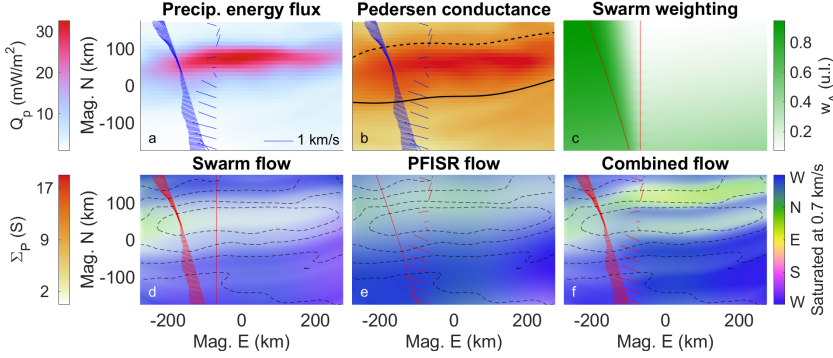 Precip. energy flux
Pedersen conductance
Swarm weighting
Q_p (mW/m²)
30
20
10
Mag. N (km)
100
0
-100
a
1 km/s
b
c
0.8
0.6
0.4
0.2
w_A (u.l.)
Swarm flow
PFISR flow
Combined flow
Σ_P (S)
17
9
2
Mag. N (km)
100
0
-100
d
e
f
W
N
E
S
W
Saturated at 0.7 km/s
-200 0 200
-200 0 200
-200 0 200
Mag. E (km)
Mag. E (km)
Mag. E (km)